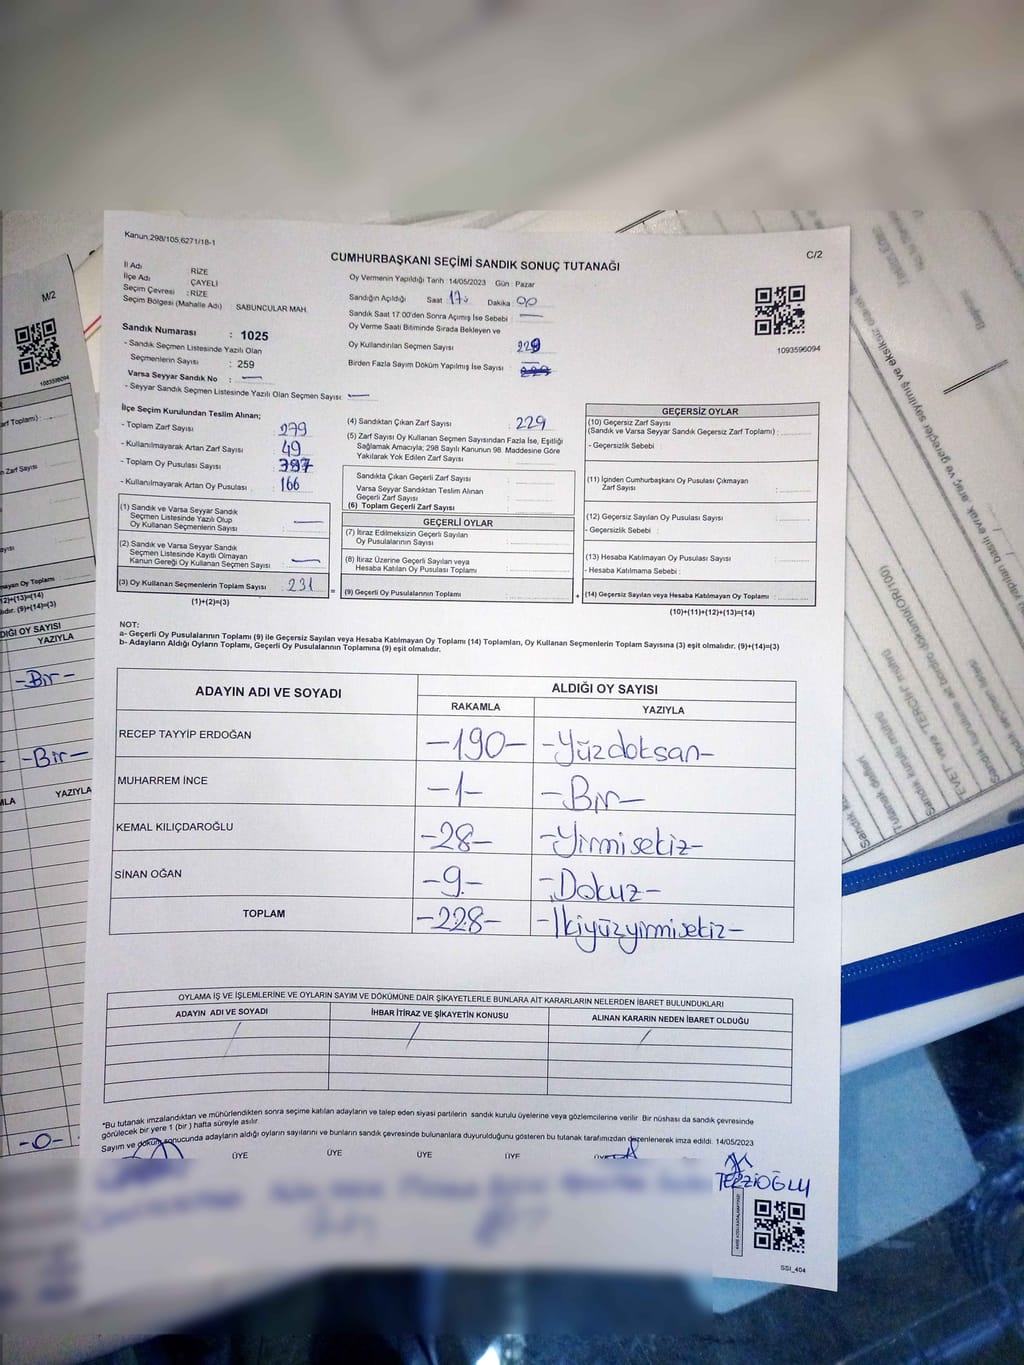 Kanun:298/105;6271/18-1
C/2
CUMHURBAŞKANI SEÇİMİ SANDIK SONUÇ TUTANAĞI
İl Adı RİZE
İlçe Adı ÇAYELİ
Seçim Çevresi : RİZE
Seçim Bölgesi (Mahalle Adı) SABUNCULAR MAH.
Oy Vermenin Yapıldığı Tarih :14/05/2023 Gün : Pazar
Sandığın Açıldığı Saat :17: Dakika: 00
Sandık Saat 17:00'den Sonra Açılmış İse Sebebi :
Oy Verme Saati Bitiminde Sırada Bekleyen ve
Oy Kullandırılan Seçmen Sayısı : 229
Birden Fazla Sayım Döküm Yapılmış İse Sayısı :
1093596094
Sandık Numarası : 1025
- Sandık Seçmen Listesinde Yazılı Olan
Seçmenlerin Sayısı : 259
Varsa Seyyar Sandık No :
- Seyyar Sandık Seçmen Listesinde Yazılı Olan Seçmen Sayısı :
İlçe Seçim Kurulundan Teslim Alınan;
- Toplam Zarf Sayısı : 279
- Kullanılmayarak Artan Zarf Sayısı : 49
- Toplam Oy Pusulası Sayısı : 397
- Kullanılmayarak Artan Oy Pusulası : 166
(1) Sandık ve Varsa Seyyar Sandık
Seçmen Listesinde Yazılı Olup
Oy Kullanan Seçmenlerin Sayısı :
(2) Sandık ve Varsa Seyyar Sandık
Seçmen Listesinde Kayıtlı Olmayan
Kanun Gereği Oy Kullanan Seçmen Sayısı :
(3) Oy Kullanan Seçmenlerin Toplam Sayısı : 231
(1)+(2)=(3)
(4) Sandıktan Çıkan Zarf Sayısı : 229
(5) Zarf Sayısı Oy Kullanan Seçmen Sayısından Fazla İse, Eşitliği
Sağlamak Amacıyla; 298 Sayılı Kanunun 98. Maddesine Göre
Yakılarak Yok Edilen Zarf Sayısı :
Sandıkta Çıkan Geçerli Zarf Sayısı :
Varsa Seyyar Sandıktan Teslim Alınan
Geçerli Zarf Sayısı :
(6) Toplam Geçerli Zarf Sayısı :
GEÇERLİ OYLAR
(7) İtiraz Edilmeksizin Geçerli Sayılan
Oy Pusulalarının Sayısı :
(8) İtiraz Üzerine Geçerli Sayılan veya
Hesaba Katılan Oy Pusulası Toplamı :
(9) Geçerli Oy Pusulalarının Toplamı :
GEÇERSİZ OYLAR
(10) Geçersiz Zarf Sayısı
(Sandık ve Varsa Seyyar Sandık Geçersiz Zarf Toplamı) :
- Geçersizlik Sebebi :
(11) İçinden Cumhurbaşkanı Oy Pusulası Çıkmayan
Zarf Sayısı :
(12) Geçersiz Sayılan Oy Pusulası Sayısı :
- Geçersizlik Sebebi :
(13) Hesaba Katılmayan Oy Pusulası Sayısı :
- Hesaba Katılmama Sebebi :
(14) Geçersiz Sayılan veya Hesaba Katılmayan Oy Toplamı :
(10)+(11)+(12)+(13)=(14)
NOT:
a- Geçerli Oy Pusulalarının Toplamı (9) ile Geçersiz Sayılan veya Hesaba Katılmayan Oy Toplamı (14) Toplamları, Oy Kullanan Seçmenlerin Toplam Sayısına (3) eşit olmalıdır. (9)+(14)=(3)
b- Adayların Aldığı Oyların Toplamı, Geçerli Oy Pusulalarının Toplamına (9) eşit olmalıdır.
ADAYIN ADI VE SOYADI
ALDIĞI OY SAYISI
RAKAMLA YAZIYLA
RECEP TAYYİP ERDOĞAN -190- -Yüzdoksan-
MUHARREM İNCE -1- -Bir-
KEMAL KILIÇDAROĞLU -28- -Yirmisekiz-
SİNAN OĞAN -9- -Dokuz-
TOPLAM -228- -İkiyüzyirmisekiz-
OYLAMA İŞ VE İŞLEMLERİNE VE OYLARIN SAYIM VE DÖKÜMÜNE DAİR ŞİKAYETLERLE BUNLARA AİT KARARLARIN NELERDEN İBARET BULUNDUKLARI
ADAYIN ADI VE SOYADI İHBAR İTİRAZ VE ŞİKAYETİN KONUSU ALINAN KARARIN NEDEN İBARET OLDUĞU
*Bu tutanak imzalandıktan ve mühürlendikten sonra seçime katılan adayların ve talep eden siyasi partilerin sandık kurulu üyelerine veya gözlemcilerine verilir. Bir nüshası da sandık çevresinde
görülecek bir yere 1 (bir ) hafta süreyle asılır.
Sayım ve döküm sonucunda adayların aldığı oyların sayılarını ve bunların sandık çevresinde bulunanlara duyurulduğunu gösteren bu tutanak tarafımızdan düzenlenerek imza edildi. 14/05/2023
ÜYE ÜYE ÜYE ÜYE
TERZİOĞLU
SSI_404
M/2
1093596094
arf Toplamı) :
n Zarf Sayısı
ayısı
mayan Oy Toplamı
12)+(13)=(14)
ıdır. (9)+(14)=(3)
DIĞI OY SAYISI
YAZIYLA
-Bir-
-Bir-
MLA YAZIYLA
-0-